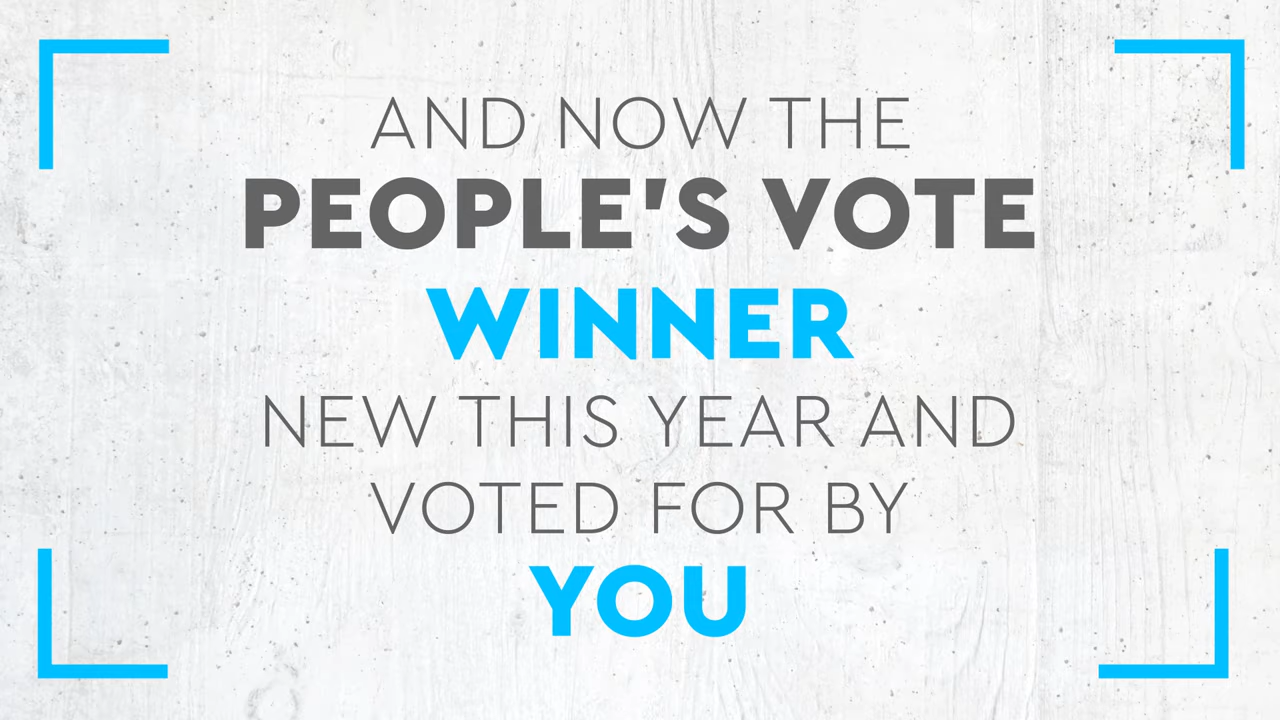 AND NOW THE
PEOPLE'S VOTE
WINNER
NEW THIS YEAR AND
VOTED FOR BY
YOU